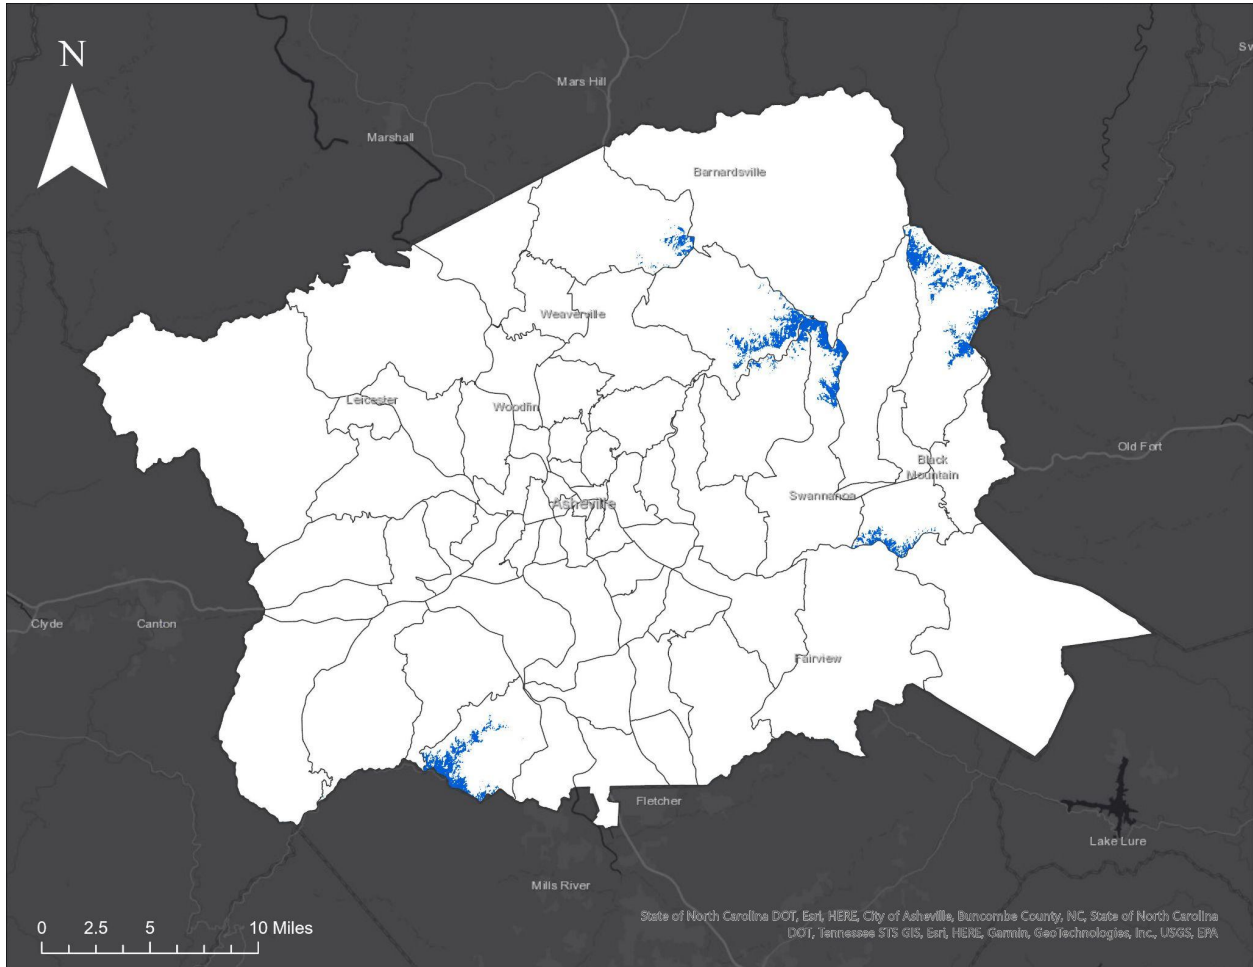 N
Sw
Mars Hill
Marshall
Barnardsville
Weaverville
Leicester
Woodfin
Old Fort
Black
Mountain
Swannanoa
Asheville
Clyde
Canton
Fairview
Fletcher
Lake Lure
Mills River
0 2.5 5 10 Miles
State of North Carolina DOT, Esri, HERE, City of Asheville, Buncombe County, NC, State of North Carolina
DOT, Tennessee STS GIS, Esri, HERE, Garmin, GeoTechnologies, Inc., USGS, EPA